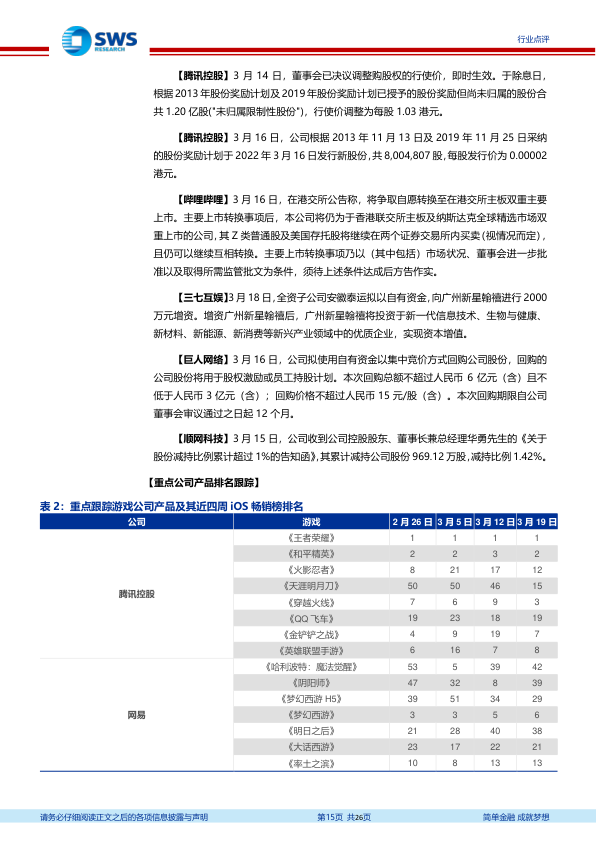 SWS
RESEARCH
行业点评
【腾讯控股】3 月 14 日，董事会已决议调整购股权的行使价，即时生效。于除息日，
根据 2013 年股份奖励计划及 2019 年股份奖励计划已授予的股份奖励但尚未归属的股份合
共 1.20 亿股("未归属限制性股份")，行使价调整为每股 1.03 港元。
【腾讯控股】3 月 16 日，公司根据 2013 年 11 月 13 日及 2019 年 11 月 25 日采纳
的股份奖励计划于 2022 年 3 月 16 日发行新股份，共 8,004,807 股，每股发行价为 0.00002
港元。
【哔哩哔哩】3 月 16 日，在港交所公告称，将争取自愿转换至在港交所主板双重主要
上市。主要上市转换事项后，本公司将仍为于香港联交所主板及纳斯达克全球精选市场双
重上市的公司，其 Z 类普通股及美国存托股将继续在两个证券交易所内买卖(视情况而定)，
且仍可以继续互相转换。主要上市转换事项乃以（其中包括）市场状况、董事会进一步批
准以及取得所需监管批文为条件，须待上述条件达成后方告作实。
【三七互娱】3 月 18 日，全资子公司安徽泰运拟以自有资金，向广州新星翰禧进行 2000
万元增资。增资广州新星翰禧后，广州新星翰禧将投资于新一代信息技术、生物与健康、
新材料、新能源、新消费等新兴产业领域中的优质企业，实现资本增值。
【巨人网络】3 月 16 日，公司拟使用自有资金以集中竞价方式回购公司股份，回购的
公司股份将用于股权激励或员工持股计划。本次回购总额不超过人民币 6 亿元（含）且不
低于人民币 3 亿元（含）；回购价格不超过人民币 15 元/股（含）。本次回购期限自公司
董事会审议通过之日起 12 个月。
【顺网科技】3 月 15 日，公司收到公司控股股东、董事长兼总经理华勇先生的《关于
股份减持比例累计超过 1%的告知函》，其累计减持公司股份 969.12 万股，减持比例 1.42%。
【重点公司产品排名跟踪】
表 2：重点跟踪游戏公司产品及其近四周 iOS 畅销榜排名
公司 游戏 2 月 26 日 3 月 5 日 3 月 12 日 3 月 19 日
《王者荣耀》 1 1 1 1
《和平精英》 2 2 3 2
《火影忍者》 8 21 17 12
《天涯明月刀》 50 50 46 15
腾讯控股
《穿越火线》 7 6 9 3
《QQ 飞车》 19 23 18 19
《金铲铲之战》 4 9 19 7
《英雄联盟手游》 6 16 7 8
《哈利波特：魔法觉醒》 53 5 39 42
《阴阳师》 47 32 8 39
《梦幻西游 H5》 39 51 34 29
网易 《梦幻西游》 3 3 5 6
《明日之后》 21 28 40 38
《大话西游》 23 17 22 21
《率土之滨》 10 8 13 13
请务必仔细阅读正文之后的各项信息披露与声明 第15页 共26页 简单金融 成就梦想